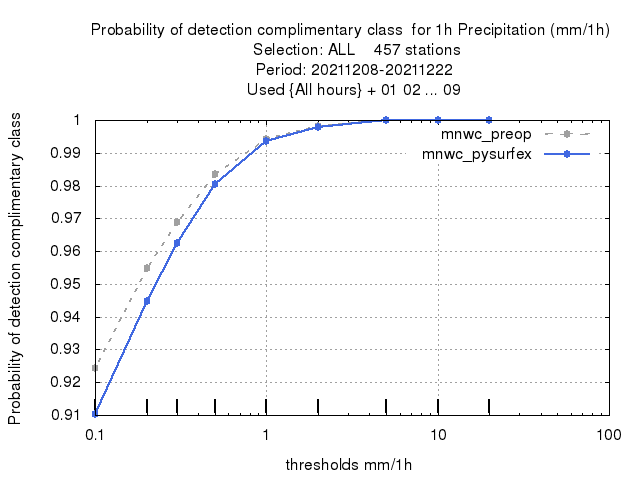 Probability of detection complimentary class  for 1h Precipitation (mm/1h)
Selection: ALL    457 stations
Period: 20211208-20211222
Used {All hours} + 01 02 ... 09
Probability of detection complimentary class
1
0.99
0.98
0.97
0.96
0.95
0.94
0.93
0.92
0.91
mnwc_preop
mnwc_pysurfex
0.1 1 10 100
thresholds mm/1h